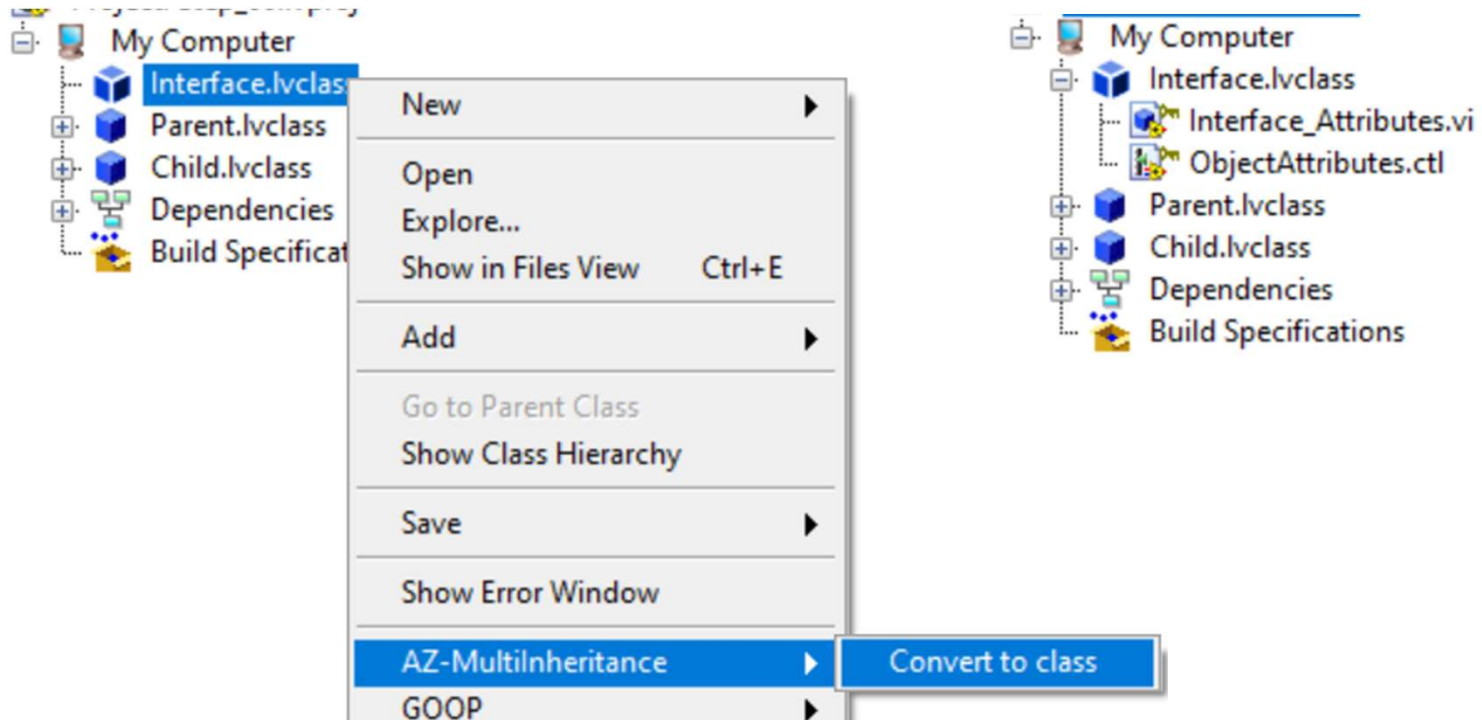 My Computer
Interface.lvclass
Parent.lvclass
Child.lvclass
Dependencies
Build Specificat
New
Open
Explore...
Show in Files View Ctrl+E
Add
Go to Parent Class
Show Class Hierarchy
Save
Show Error Window
AZ-MultiInheritance
GOOP
Convert to class
My Computer
Interface.lvclass
Interface_Attributes.vi
ObjectAttributes.ctl
Parent.lvclass
Child.lvclass
Dependencies
Build Specifications